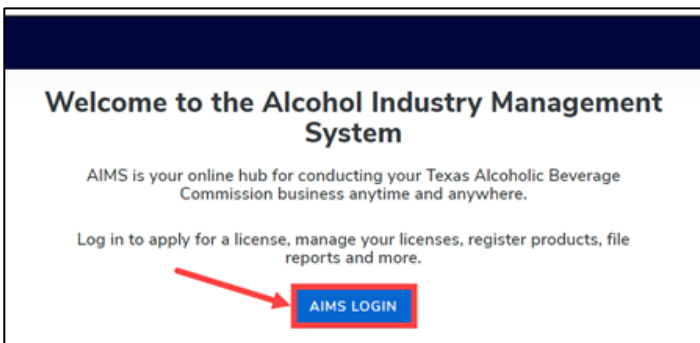 Welcome to the Alcohol Industry Management
System
AIMS is your online hub for conducting your Texas Alcoholic Beverage
Commission business anytime and anywhere.
Log in to apply for a license, manage your licenses, register products, file
reports and more.
AIMS LOGIN